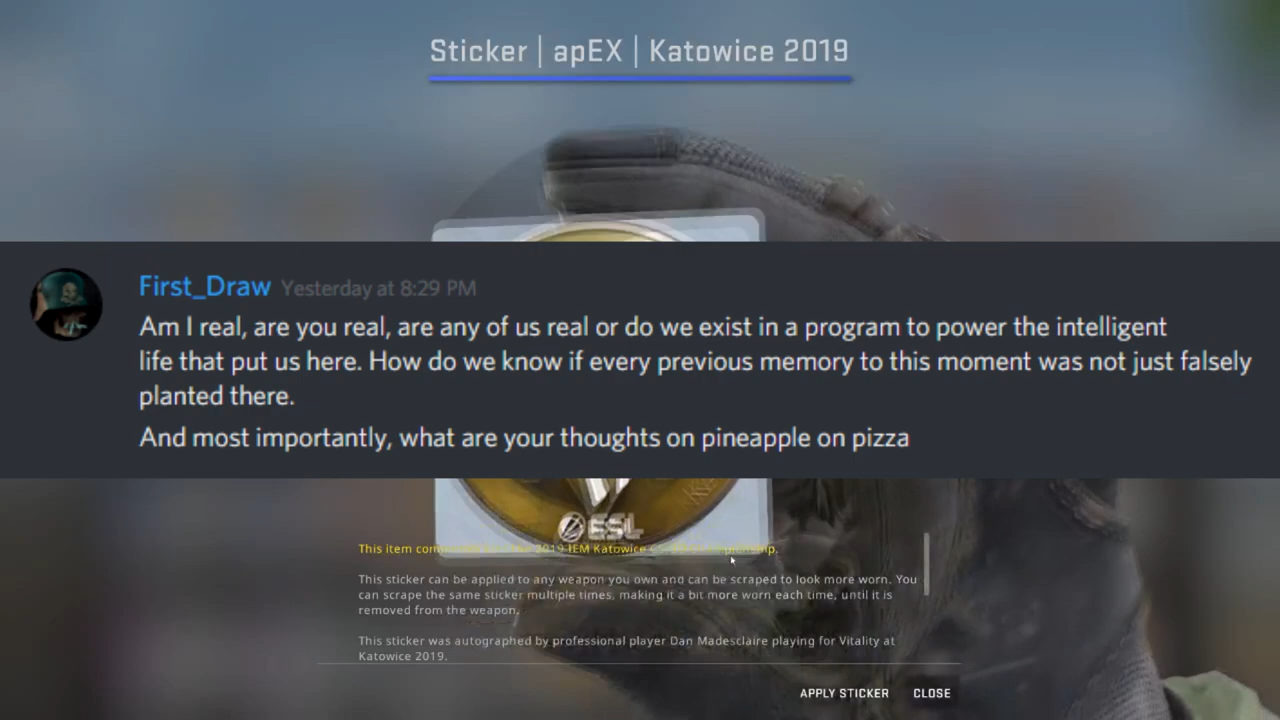 Sticker | apEX | Katowice 2019
First_Draw Yesterday at 8:29 PM
Am I real, are you real, are any of us real or do we exist in a program to power the intelligent
life that put us here. How do we know if every previous memory to this moment was not just falsely
planted there.
And most importantly, what are your thoughts on pineapple on pizza
ESL
This item the 2019 IEM Katowice
This sticker can be applied to any weapon you own and can be scraped to look more worn. You
can scrape the same sticker multiple times, making it a bit more worn each time, until it is
removed from the weapon.
This sticker was autographed by professional player Dan Madesclaire playing for Vitality at
Katowice 2019.
APPLY STICKER CLOSE